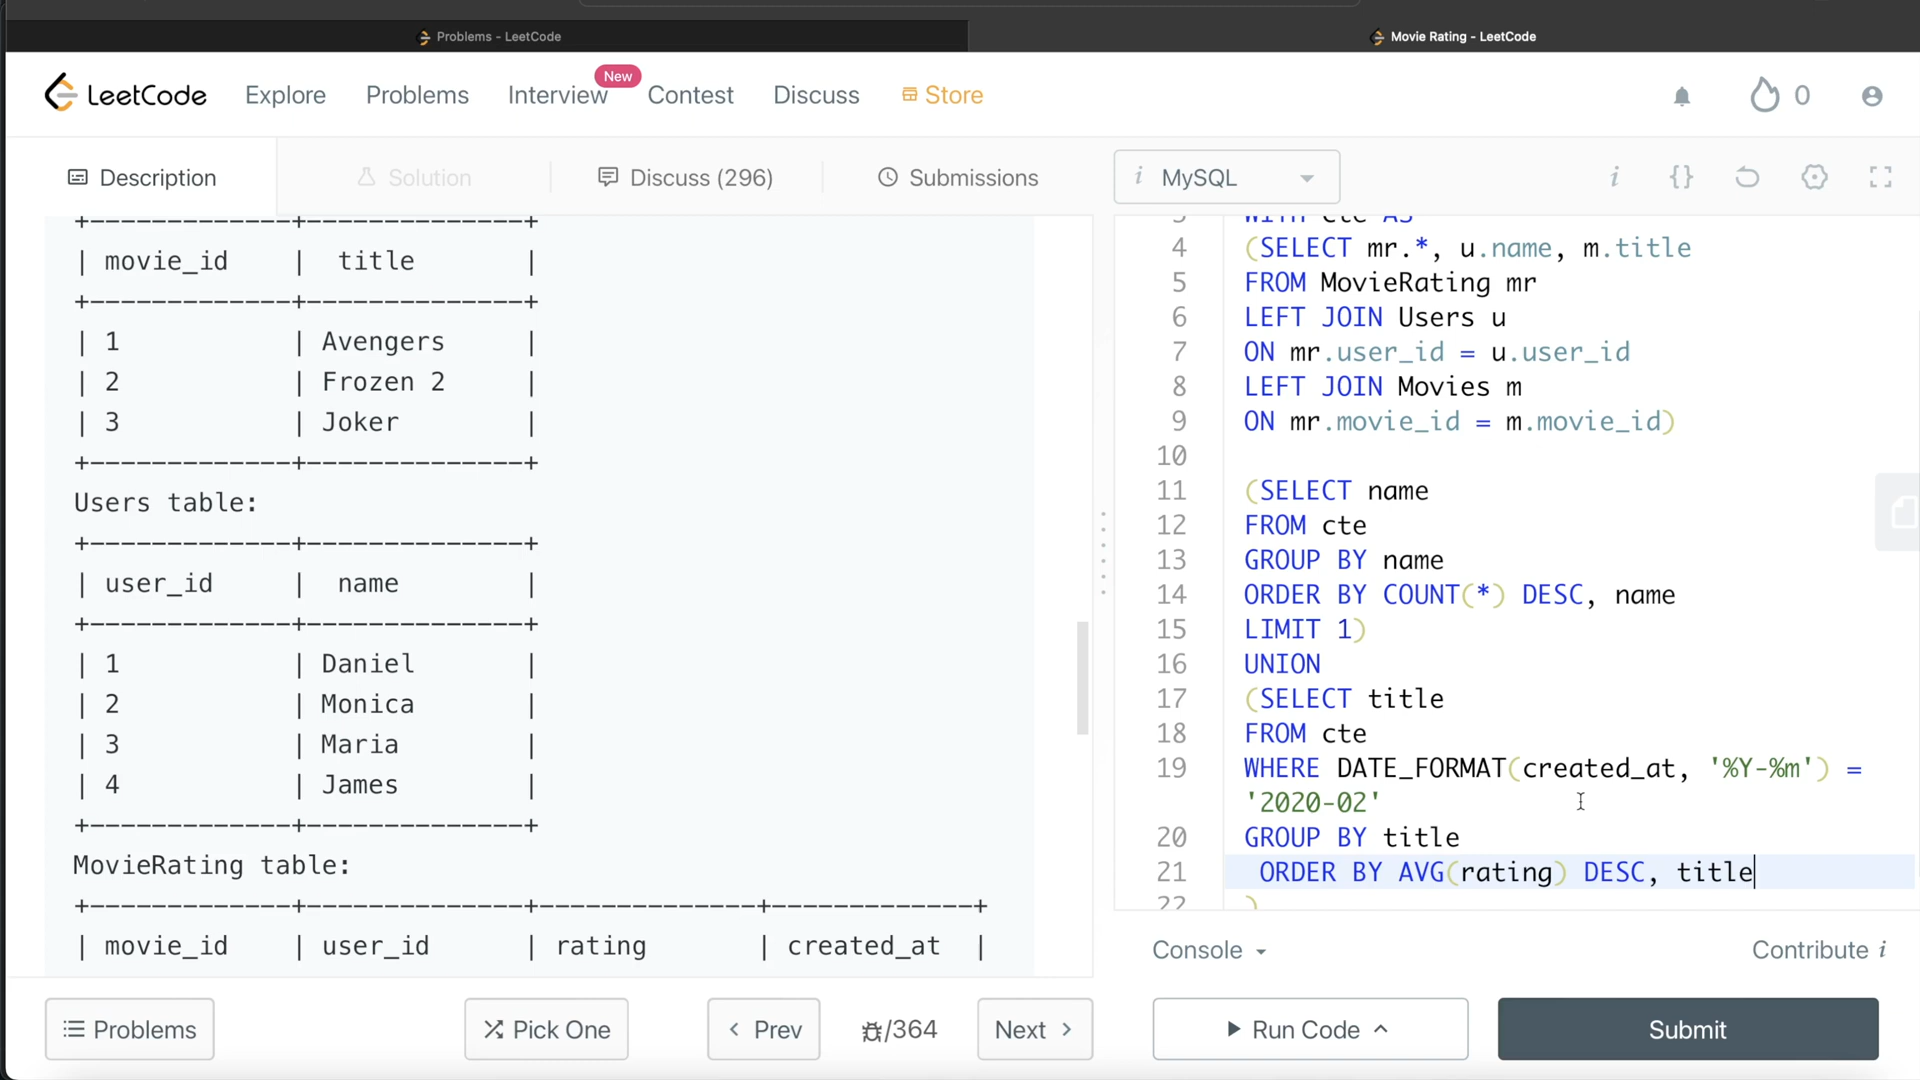 Problems - LeetCode
Movie Rating - LeetCode
LeetCode
Explore
Problems
Interview
New
Contest
Discuss
Store
0
Description
Solution
Discuss (296)
Submissions
i MySQL
i {}
+-------------+--------------+
| movie_id | title |
+-------------+--------------+
| 1 | Avengers |
| 2 | Frozen 2 |
| 3 | Joker |
+-------------+--------------+
Users table:
+-------------+--------------+
| user_id | name |
+-------------+--------------+
| 1 | Daniel |
| 2 | Monica |
| 3 | Maria |
| 4 | James |
+-------------+--------------+
MovieRating table:
+-------------+--------------+--------------+-------------+
| movie_id | user_id | rating | created_at |
3 WITH cte AS
4 (SELECT mr.*, u.name, m.title
5 FROM MovieRating mr
6 LEFT JOIN Users u
7 ON mr.user_id = u.user_id
8 LEFT JOIN Movies m
9 ON mr.movie_id = m.movie_id)
10
11 (SELECT name
12 FROM cte
13 GROUP BY name
14 ORDER BY COUNT(*) DESC, name
15 LIMIT 1)
16 UNION
17 (SELECT title
18 FROM cte
19 WHERE DATE_FORMAT(created_at, '%Y-%m') =
'2020-02'
20 GROUP BY title
21 ORDER BY AVG(rating) DESC, title
22 )
Console
Contribute i
Problems
Pick One
Prev
/364
Next
Run Code
Submit